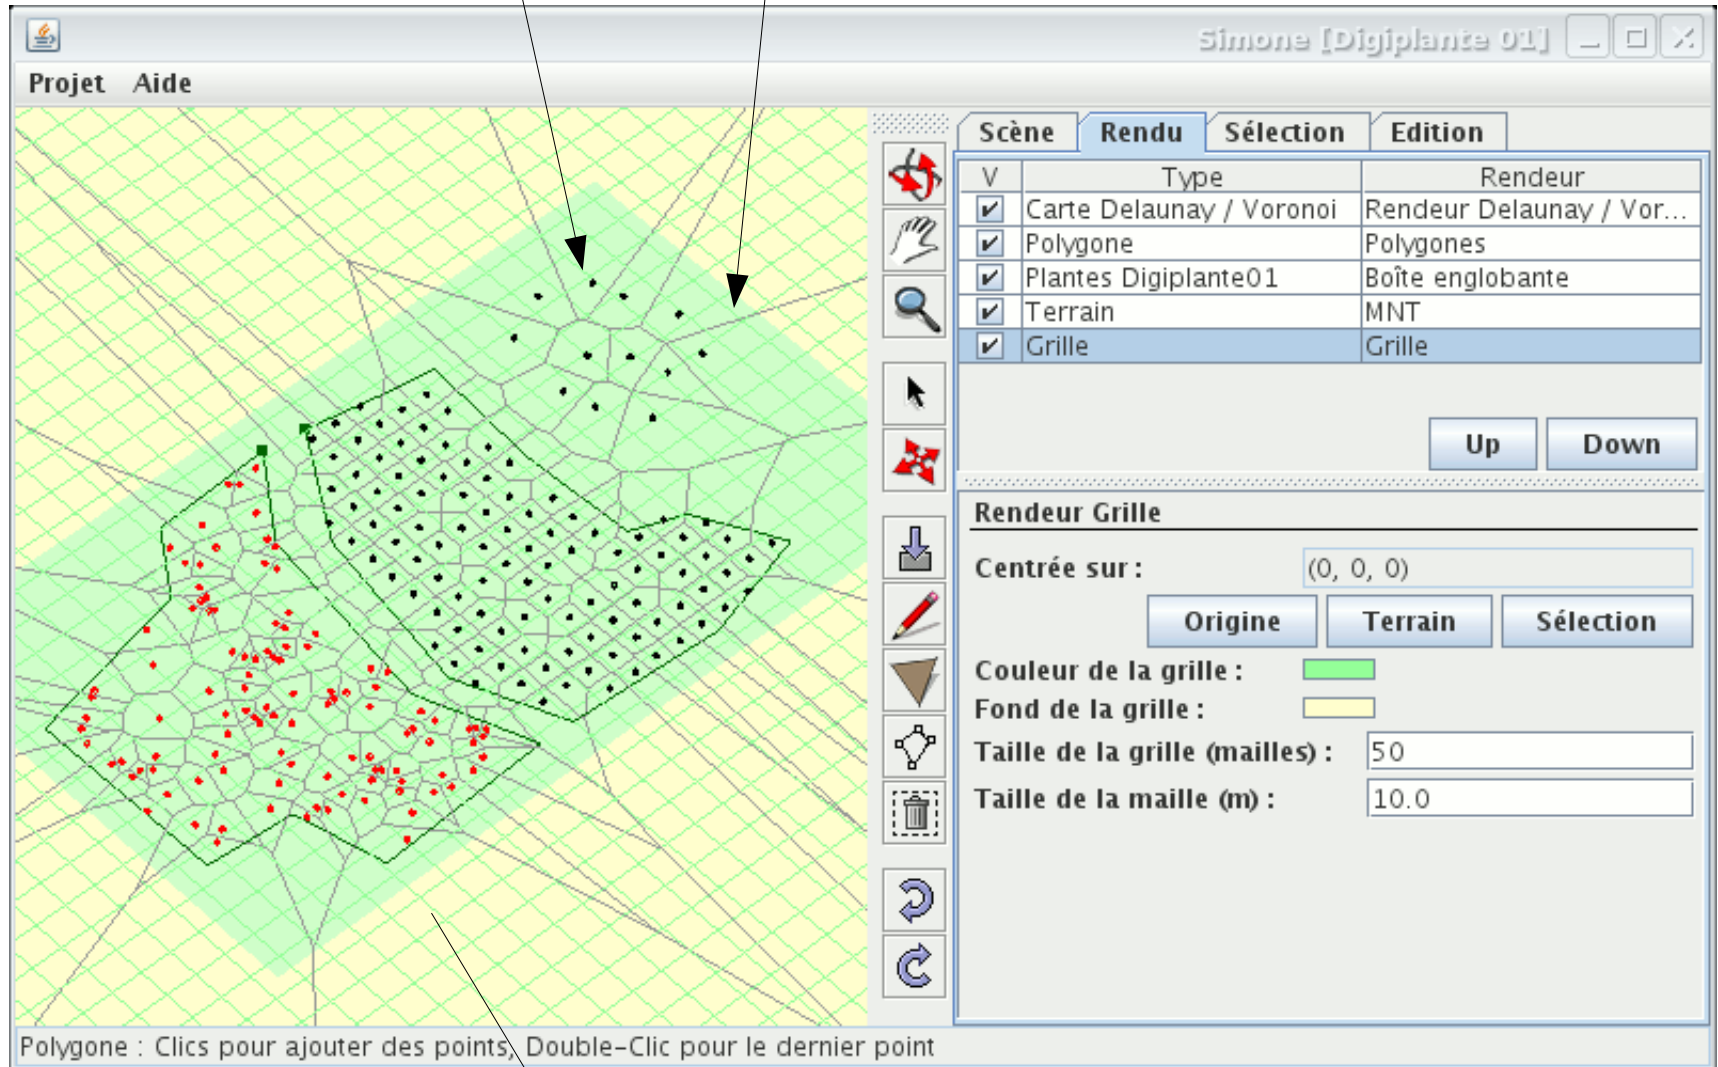 Simone [Digiplante 01]
Projet Aide
Scène Rendu Sélection Edition
V Type Rendeur
Carte Delaunay / Voronoi Rendeur Delaunay / Vor...
Polygone Polygones
Plantes Digiplante01 Boîte englobante
Terrain MNT
Grille Grille
Up Down
Rendeur Grille
Centrée sur : (0, 0, 0)
Origine Terrain Sélection
Couleur de la grille :
Fond de la grille :
Taille de la grille (mailles) : 50
Taille de la maille (m) : 10.0
Polygone : Clics pour ajouter des points, Double-Clic pour le dernier point